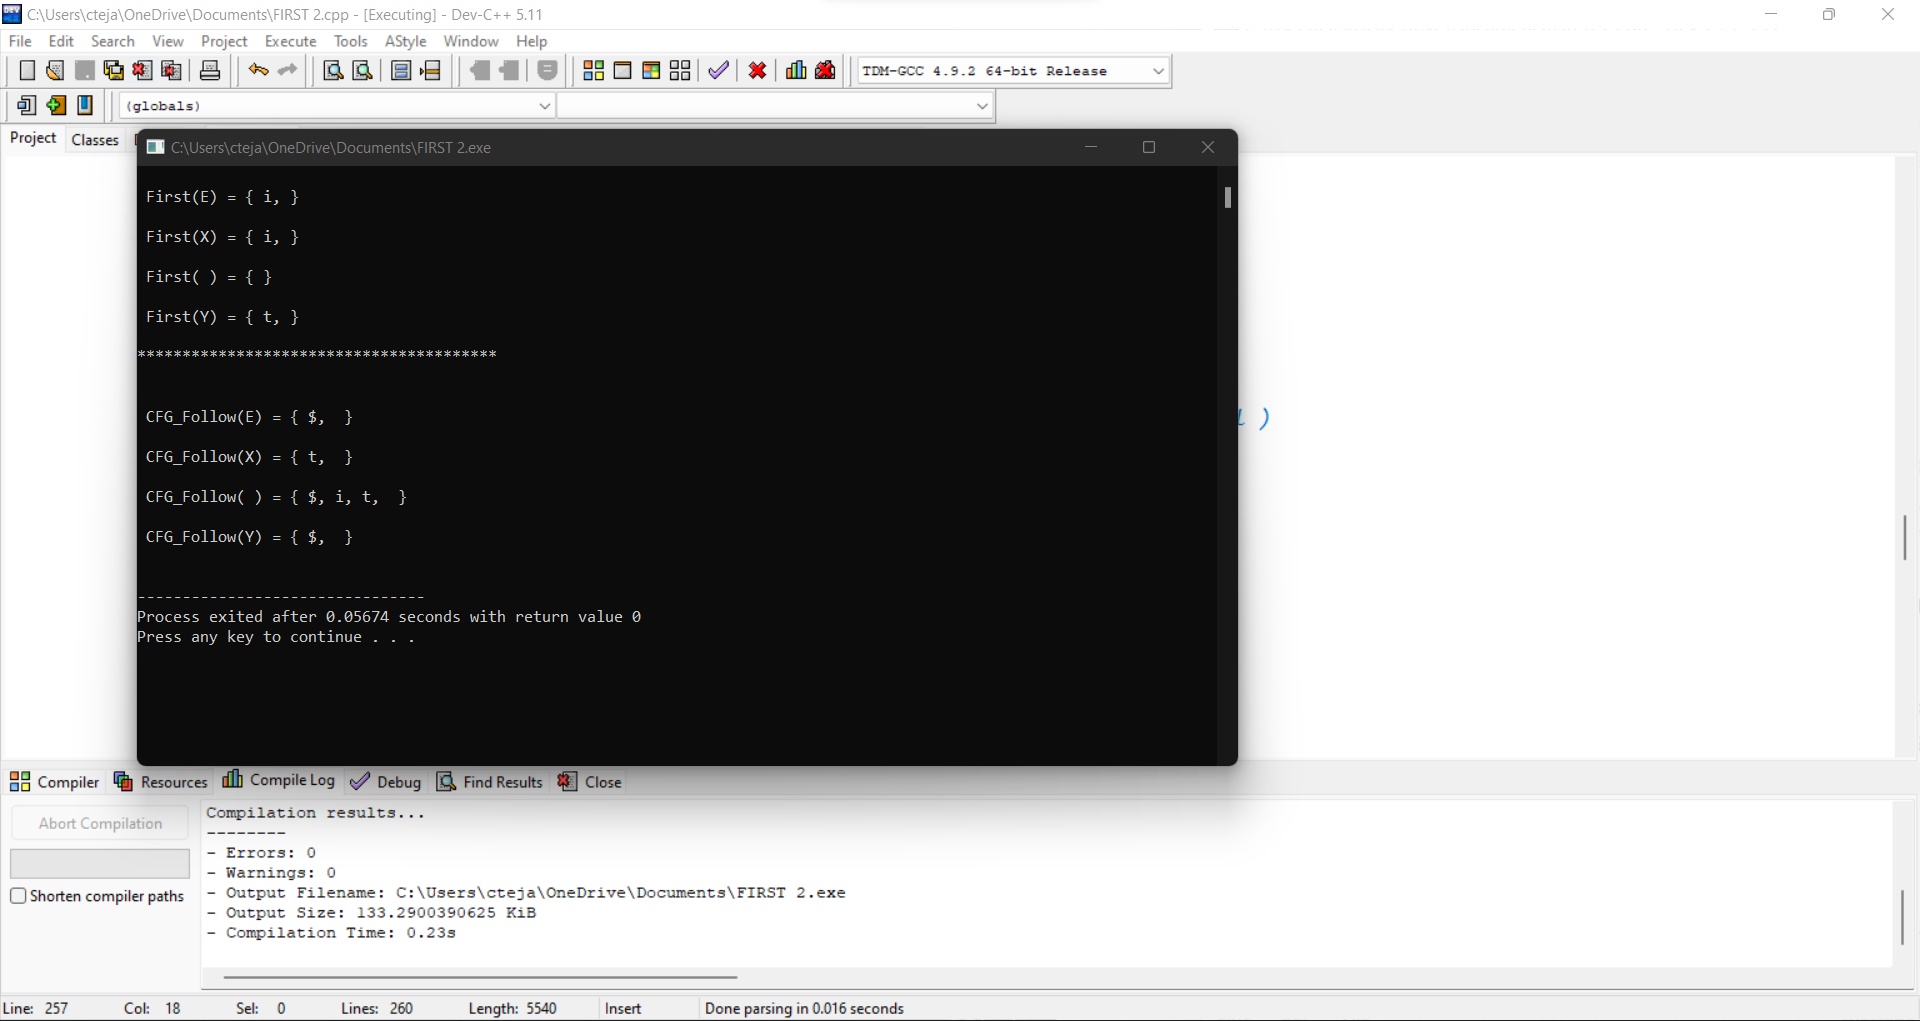 C:\Users\cteja\OneDrive\Documents\FIRST 2.cpp - [Executing] - Dev-C++ 5.11
File Edit Search View Project Execute Tools AStyle Window Help
TDM-GCC 4.9.2 64-bit Release
(globals)
Project Classes
C:\Users\cteja\OneDrive\Documents\FIRST 2.exe
First(E) = { i, }
First(X) = { i, }
First( ) = { }
First(Y) = { t, }
****************************************
CFG_Follow(E) = { $,  }
CFG_Follow(X) = { t,  }
CFG_Follow( ) = { $, i, t,  }
CFG_Follow(Y) = { $,  }
--------------------------------
Process exited after 0.05674 seconds with return value 0
Press any key to continue . . .
)
Compiler Resources Compile Log Debug Find Results Close
Abort Compilation
Shorten compiler paths
Compilation results...
--------
- Errors: 0
- Warnings: 0
- Output Filename: C:\Users\cteja\OneDrive\Documents\FIRST 2.exe
- Output Size: 133.2900390625 KiB
- Compilation Time: 0.23s
Line: 257 Col: 18 Sel: 0 Lines: 260 Length: 5540 Insert Done parsing in 0.016 seconds